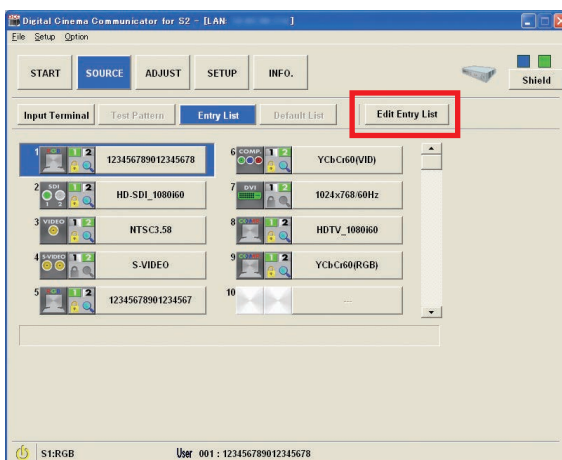 Digital Cinema Communicator for S2 - [LAN: ]
File Setup Option
START SOURCE ADJUST SETUP INFO. Shield
Input Terminal Test Pattern Entry List Default List Edit Entry List
1 1 2 123456789012345678
6 COMP. 1 2 YCbCr60(VID)
2 SDI 1 2 1 2 HD-SDI_1080i60
7 DVI 1 2 1024x768/60Hz
3 VIDEO 1 2 NTSC3.58
8 1 2 HDTV_1080i60
4 S-VIDEO 1 2 S-VIDEO
9 1 2 YCbCr60(RGB)
5 1 2 12345678901234567
10 ---
S1:RGB User 001 : 123456789012345678